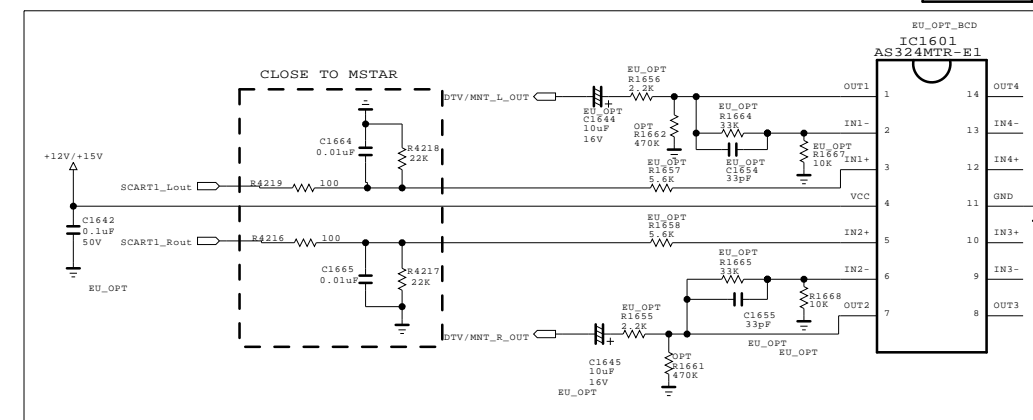 EU_OPT_BCD
IC1601
AS324MTR-E1
CLOSE TO MSTAR
DTV/MNT_L_OUT
EU_OPT
C1644
10uF
16V
EU_OPT
R1656
2.2K
OPT
R1662
470K
EU_OPT
R1664
33K
EU_OPT
C1654
33pF
EU_OPT
R1667
10K
EU_OPT
R1657
5.6K
C1664
0.01uF
R4218
22K
+12V/+15V
SCART1_Lout
R4219
100
C1642
0.1uF
50V
EU_OPT
SCART1_Rout
R4216
100
EU_OPT
R1658
5.6K
C1665
0.01uF
R4217
22K
EU_OPT
R1665
33K
C1655
33pF
EU_OPT
R1668
10K
EU_OPT
DTV/MNT_R_OUT
EU_OPT
R1655
2.2K
C1645
10uF
16V
EU_OPT
OPT
R1661
470K
OUT1
1
14
OUT4
IN1-
2
13
IN4-
IN1+
3
12
IN4+
VCC
4
11
GND
IN2+
5
10
IN3+
IN2-
6
9
IN3-
OUT2
7
8
OUT3